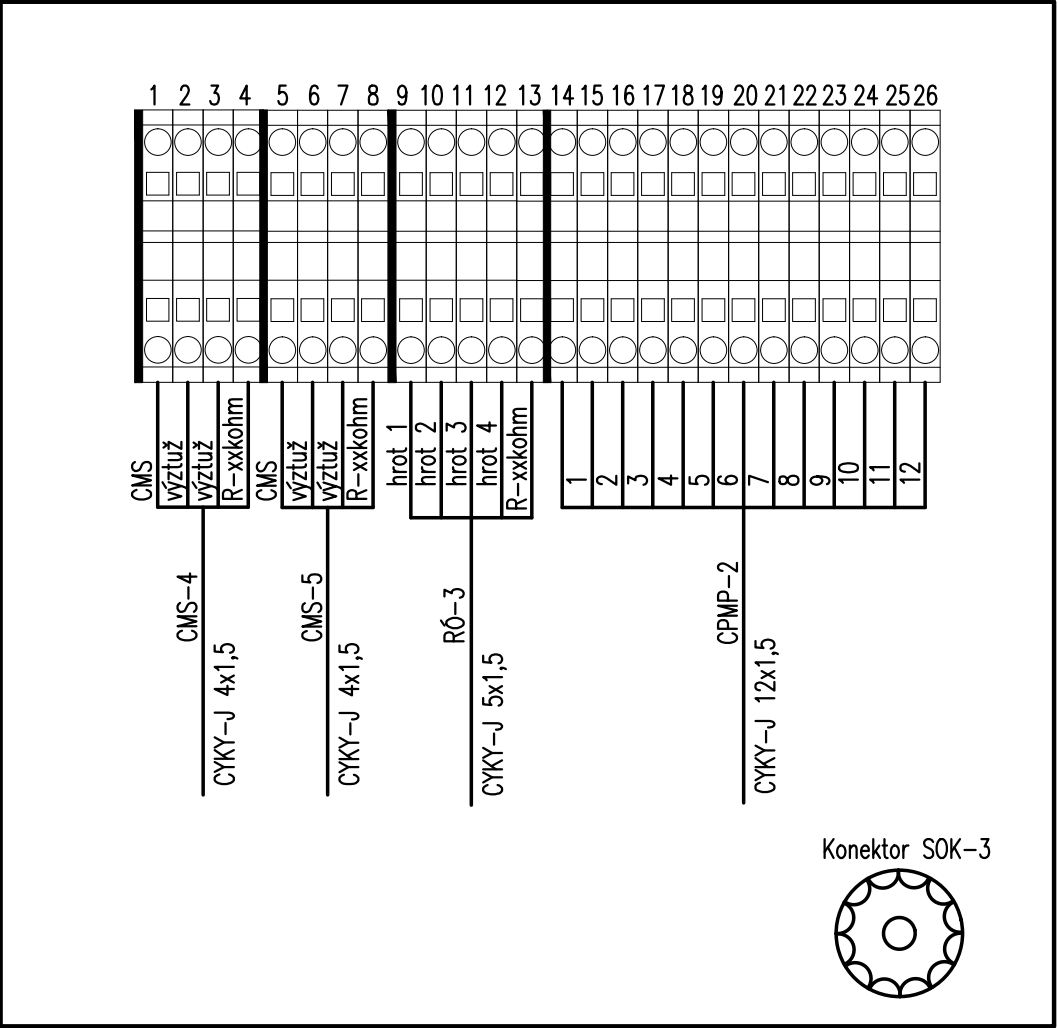 1 2 3 4 5 6 7 8 9 10 11 12 13 14 15 16 17 18 19 20 21 22 23 24 25 26
CMS
výztuž
výztuž
R-xxkohm
CMS
výztuž
výztuž
R-xxkohm
hrot 1
hrot 2
hrot 3
hrot 4
R-xxkohm
1
2
3
4
5
6
7
8
9
10
11
12
CMS-4
CYKY-J 4x1,5
CMS-5
CYKY-J 4x1,5
RÓ-3
CYKY-J 5x1,5
CPMP-2
CYKY-J 12x1,5
Konektor SOK-3